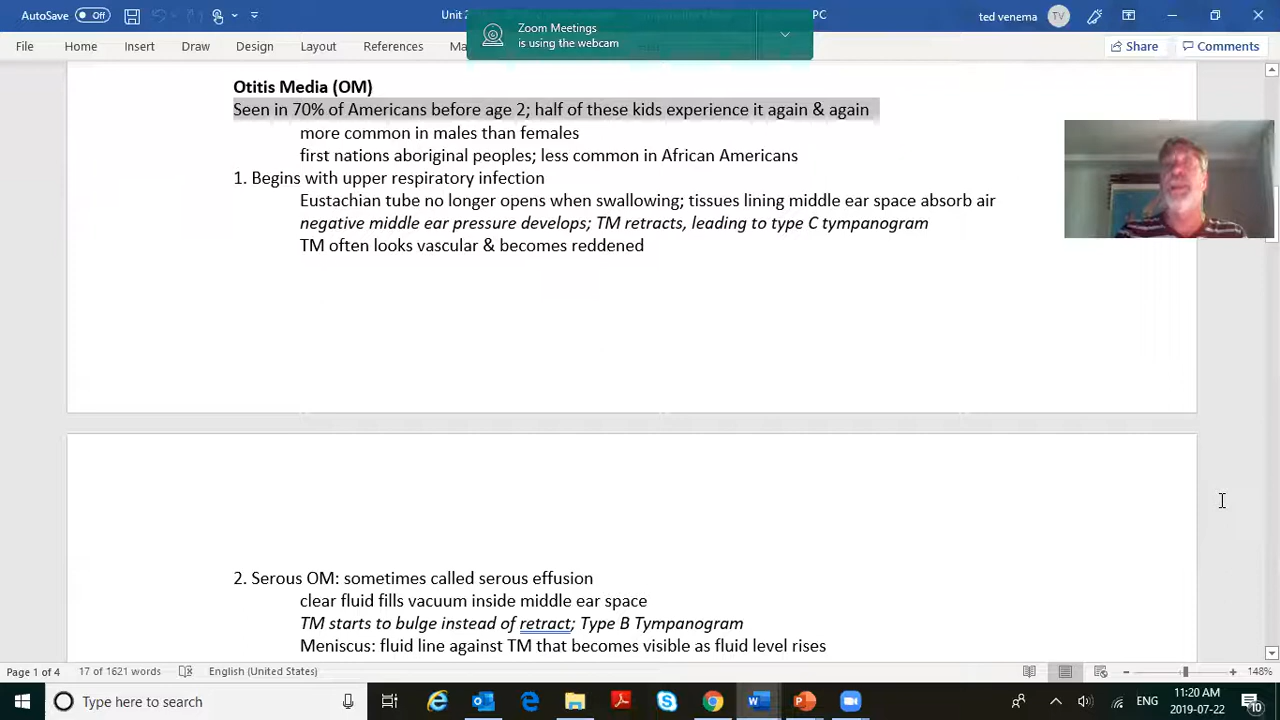 AutoSave Off
Unit 2
PC
ted venema TV
Zoom Meetings
is using the webcam
File Home Insert Draw Design Layout References Share Comments
Otitis Media (OM)
Seen in 70% of Americans before age 2; half of these kids experience it again & again
more common in males than females
first nations aboriginal peoples; less common in African Americans
1. Begins with upper respiratory infection
Eustachian tube no longer opens when swallowing; tissues lining middle ear space absorb air
negative middle ear pressure develops; TM retracts, leading to type C tympanogram
TM often looks vascular & becomes reddened
2. Serous OM: sometimes called serous effusion
clear fluid fills vacuum inside middle ear space
TM starts to bulge instead of retract; Type B Tympanogram
Meniscus: fluid line against TM that becomes visible as fluid level rises
Page 1 of 4 17 of 1621 words English (United States) 148%
Type here to search
ENG
11:20 AM
2019-07-22
10